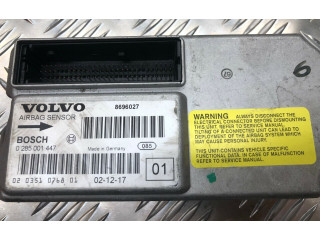 VOLVO
AIRBAG SENSOR
8696027
BOSCH
0 285 001 447
Made in Germany
085
02 0351 0768 01
02-12-17
01
WARNING
ALWAYS DISCONNECT THE
ELECTRICAL CONNECTOR BEFORE DISMOUNTING
THIS UNIT. REFER TO SERVICE MANUAL.
TILTING OF A CONNECTED UNIT CAN LEAD TO
DEPLOYMENT OF THE AIRBAG SYSTEM WHICH
MAY CAUSE PERSONAL INJURY.
THIS UNIT CONTAINS VEHICLE SPECIFIC
FUNCTIONS. IN CASE OF MALFUNCTION
REFER TO SERVICE MANUAL.
6